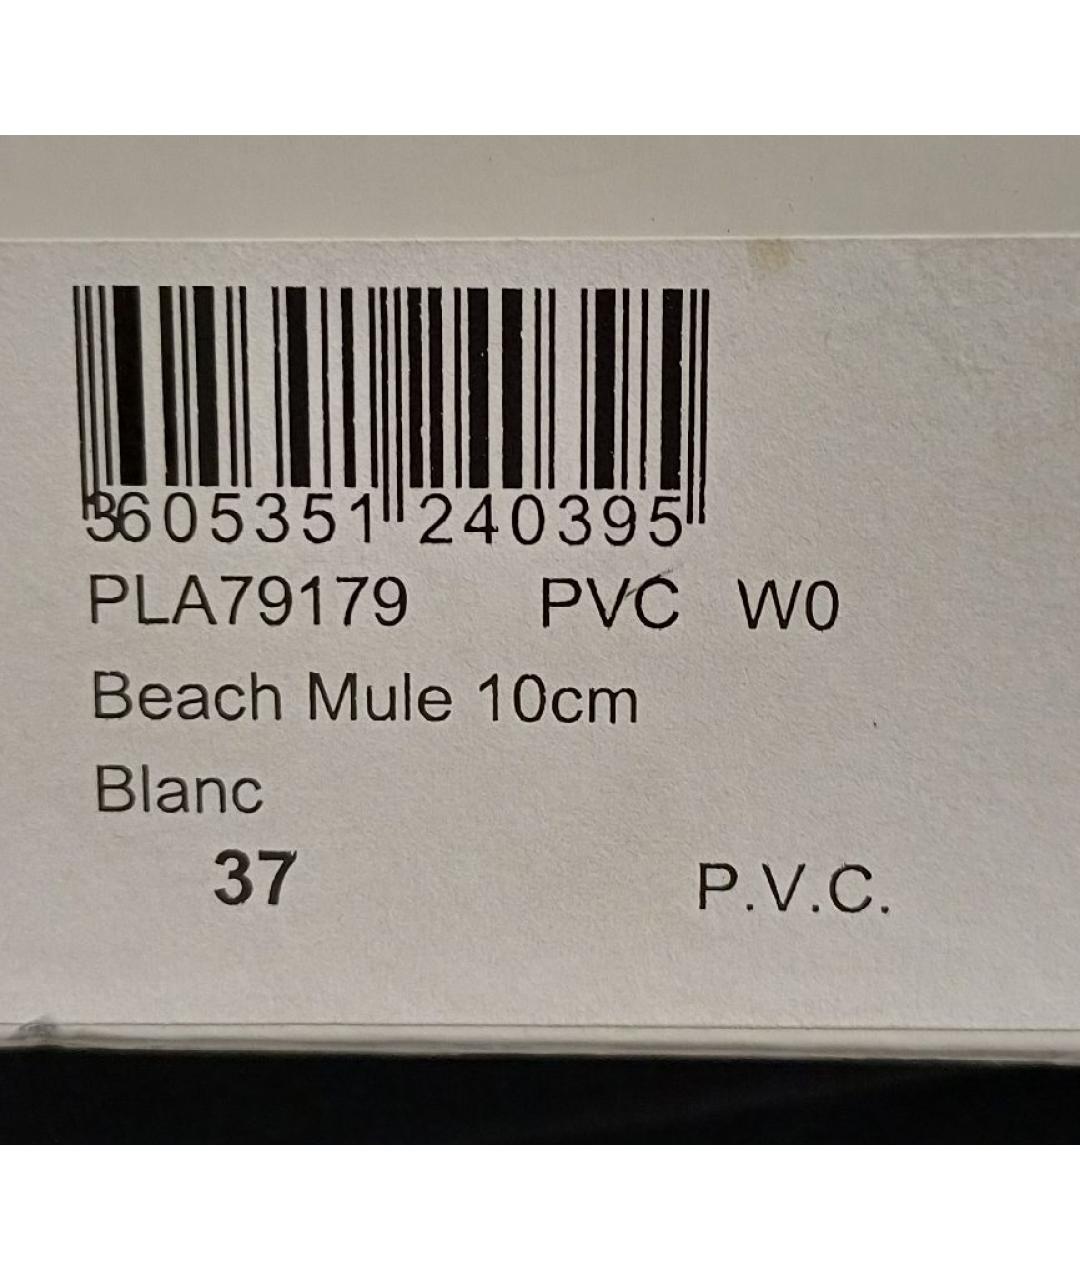 3605351 240395
PLA79179 PVC W0
Beach Mule 10cm
Blanc
37 P.V.C.